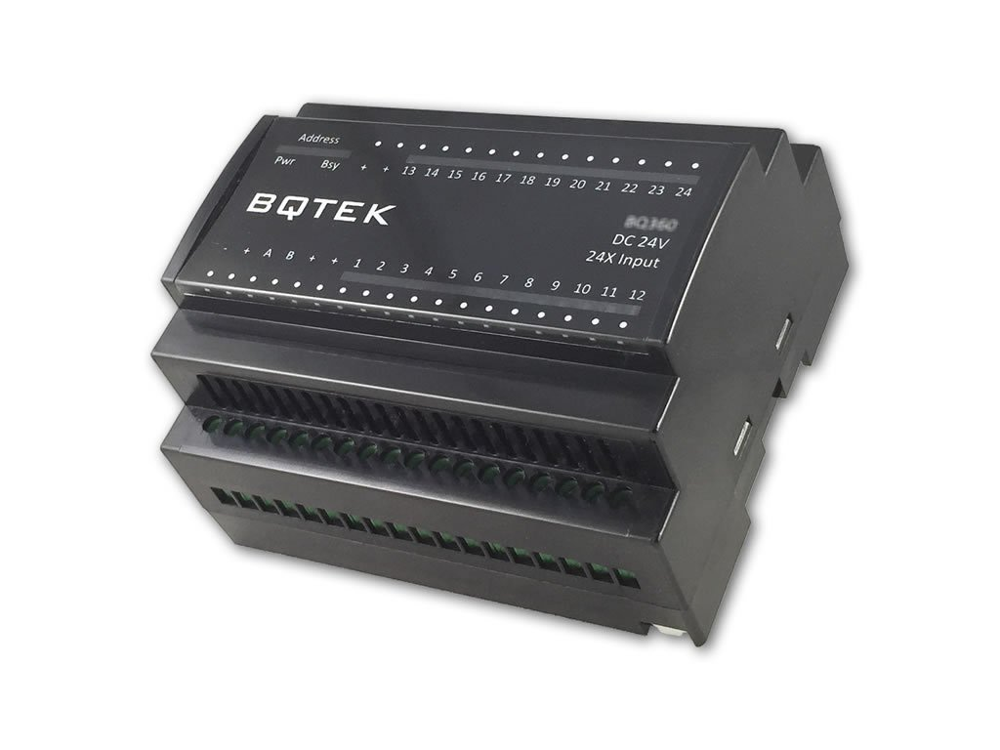 Address
Pwr Bsy + + 13 14 15 16 17 18 19 20 21 22 23 24
BQTEK
BQ360
DC 24V
24X Input
- + A B + + 1 2 3 4 5 6 7 8 9 10 11 12